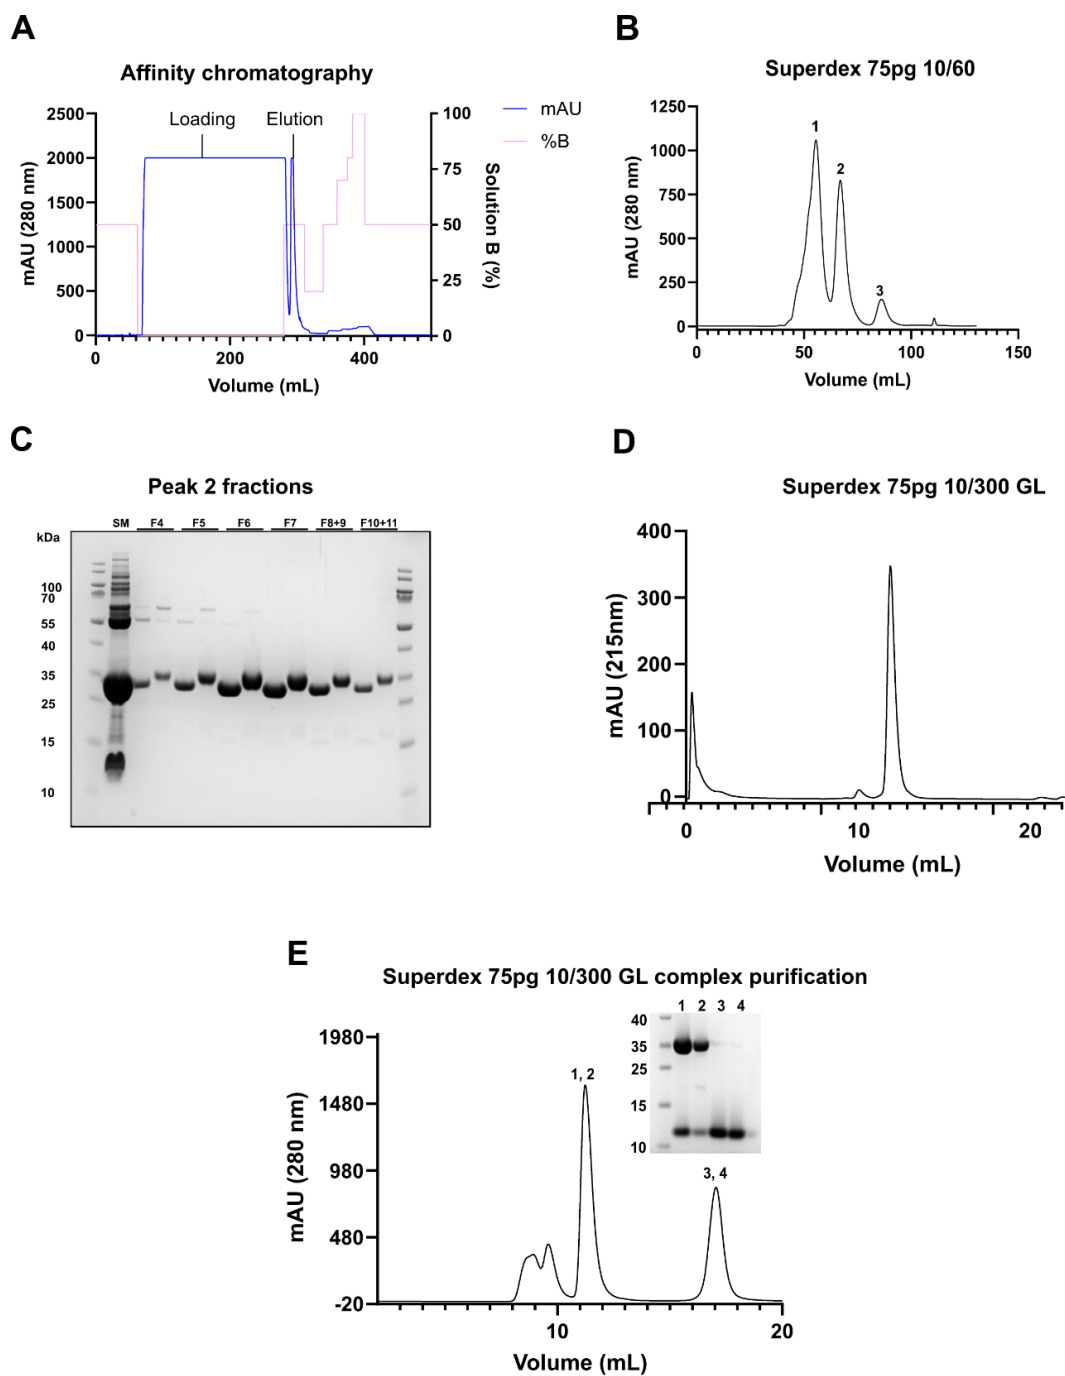 A
Affinity chromatography
2500
2000
1500
1000
500
0
mAU (280 nm)
Loading
Elution
100
75
50
25
0
Solution B (%)
mAU
%B
0
200
400
Volume (mL)
B
Superdex 75pg 10/60
1250
1000
750
500
250
0
mAU (280 nm)
1
2
3
0
50
100
150
Volume (mL)
C
Peak 2 fractions
kDa
SM F4 F5 F6 F7 F8+9 F10+11
100
70
55
40
35
25
15
10
D
Superdex 75pg 10/300 GL
400
300
200
100
0
mAU (215nm)
0
10
20
Volume (mL)
E
Superdex 75pg 10/300 GL complex purification
1980
1480
980
480
-20
mAU (280 nm)
1, 2
3, 4
1 2 3 4
40
35
25
15
10
10
20
Volume (mL)